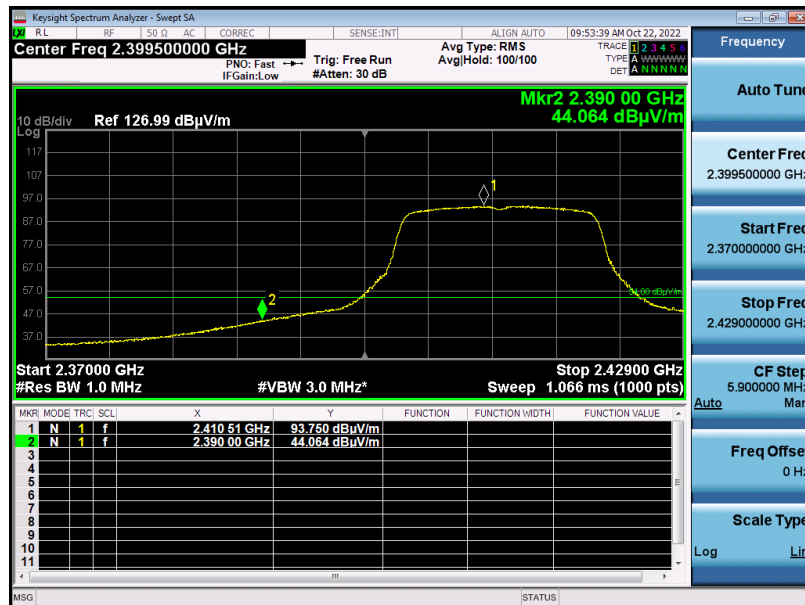 Keysight Spectrum Analyzer - Swept SA
LXI RL RF 50 Ω AC CORREC SENSE:INT ALIGN AUTO 09:53:39 AM Oct 22, 2022
Center Freq 2.399500000 GHz
PNO: Fast
IFGain:Low
Trig: Free Run
#Atten: 30 dB
Avg Type: RMS
Avg|Hold: 100/100
TRACE 1 2 3 4 5 6
TYPE A W W W W W
DET A N N N N N
Mkr2 2.390 00 GHz
44.064 dBµV/m
10 dB/div Ref 126.99 dBµV/m
Log
117
107
97.0
87.0
77.0
67.0
57.0
47.0
37.0
1
2
54.00 dBµV/m
Start 2.37000 GHz Stop 2.42900 GHz
#Res BW 1.0 MHz #VBW 3.0 MHz* Sweep 1.066 ms (1000 pts)
MKR MODE TRC SCL X Y FUNCTION FUNCTION WIDTH FUNCTION VALUE
1 N 1 f 2.410 51 GHz 93.750 dBµV/m
2 N 1 f 2.390 00 GHz 44.064 dBµV/m
3
4
5
6
7
8
9
10
11
MSG STATUS
Frequency
Auto Tune
Center Freq
2.399500000 GHz
Start Freq
2.370000000 GHz
Stop Freq
2.429000000 GHz
CF Step
5.900000 MHz
Auto Man
Freq Offset
0 Hz
Scale Type
Log Lin